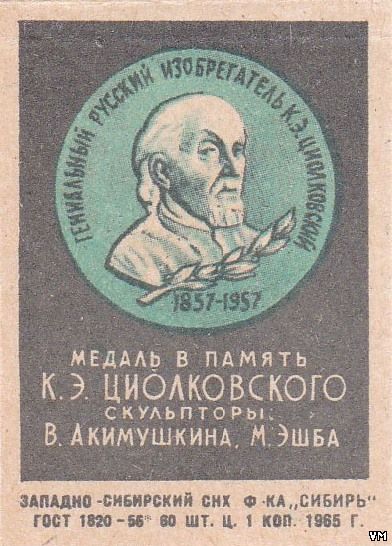 ГЕНИАЛЬНЫЙ РУССКИЙ ИЗОБРЕГАТЕЛЬ К.Э.ЦИОЛКОВСКИЙ
1857-1957
МЕДАЛЬ В ПАМЯТЬ
К.Э. ЦИОЛКОВСКОГО
СКУЛЬПТОРЫ:
В. АКИМУШКИНА, М.ЭШБА
ЗАПАДНО-СИБИРСКИЙ СНХ Ф-КА „СИБИРЬ"
ГОСТ 1820-56* 60 ШТ. Ц. 1 КОП. 1965 Г.
VM